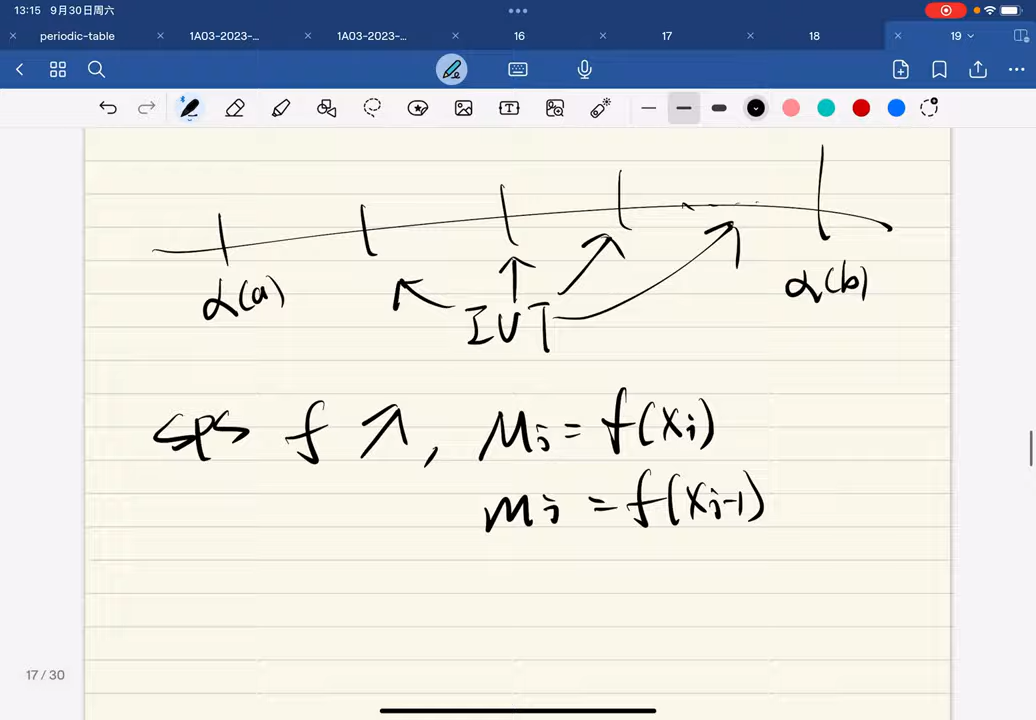 13:15 9月30日周六
periodic-table 1A03-2023-... 1A03-2023-... 16 17 18 19
α(a) α(b)
IVT
sps f ↗, Mi = f(xi)
mi = f(xi-1)
17 / 30